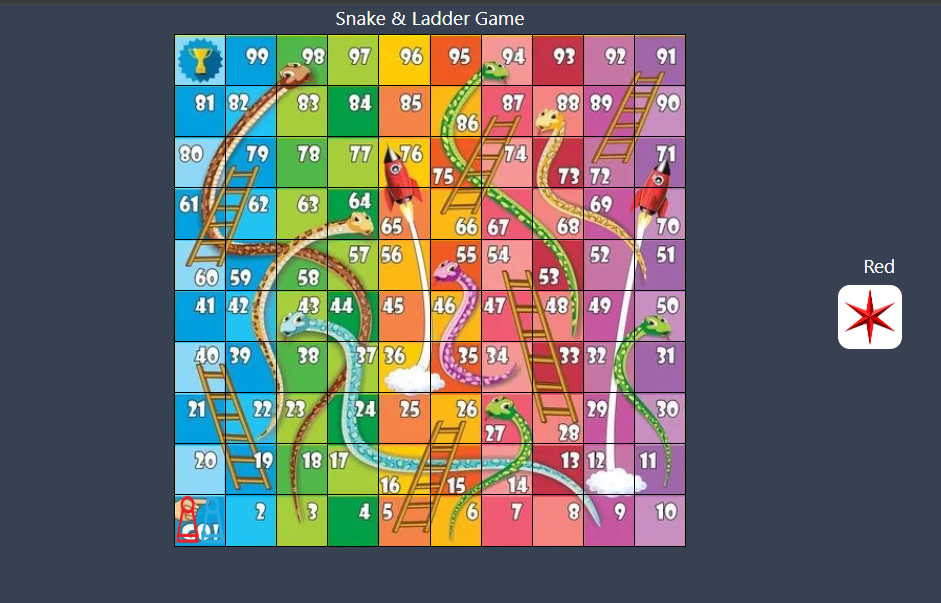 Snake & Ladder Game
99 98 97 96 95 94 93 92 91
81 82 83 84 85 86 87 88 89 90
80 79 78 77 76 75 74 73 72 71
61 62 63 64 65 66 67 68 69 70
60 59 58 57 56 55 54 53 52 51
Red
41 42 43 44 45 46 47 48 49 50
40 39 38 37 36 35 34 33 32 31
21 22 23 24 25 26 27 28 29 30
20 19 18 17 16 15 14 13 12 11
GO! 2 3 4 5 6 7 8 9 10